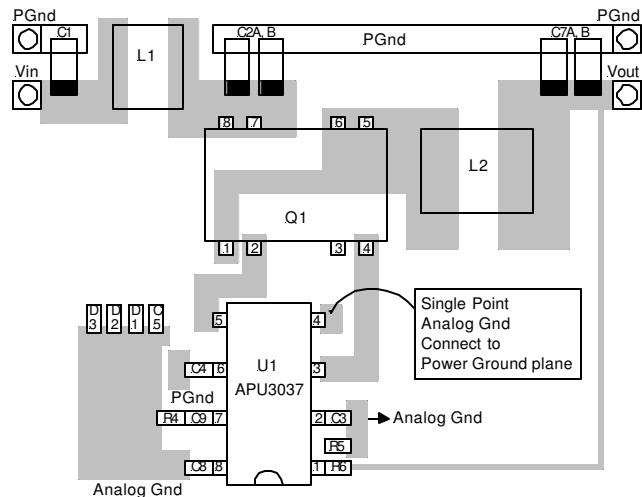 PGnd
C1
C2A, B
PGnd
C7A, B
PGnd
Vin
L1
Vout
8 7 6 5
L2
Q1
1 2 3 4
D3 D2 D1 C5
5
4
Single Point
Analog Gnd
Connect to
Power Ground plane
C4 6
U1
APU3037
3
PGnd
R4 C9 7
2 C3
Analog Gnd
R5
C8 8
1 R6
Analog Gnd